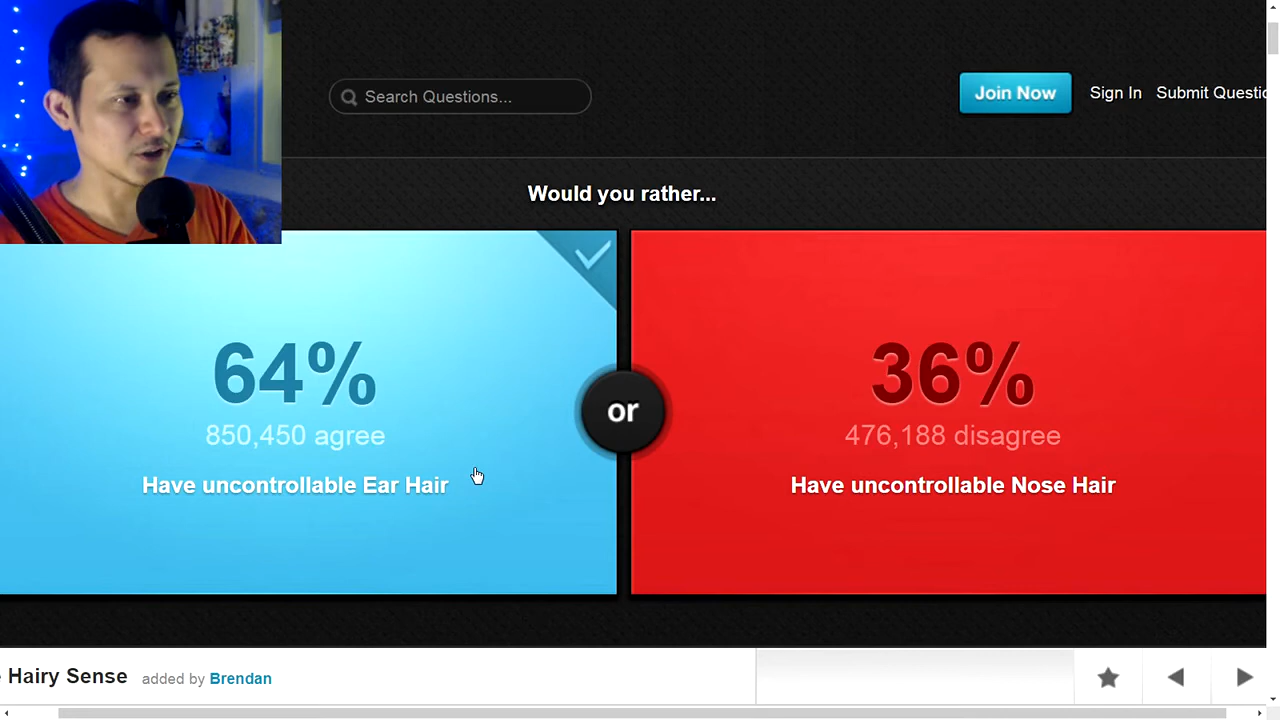 Search Questions...
Join Now
Sign In
Submit Questio
Would you rather...
64%
850,450 agree
Have uncontrollable Ear Hair
or
36%
476,188 disagree
Have uncontrollable Nose Hair
Hairy Sense
added by Brendan